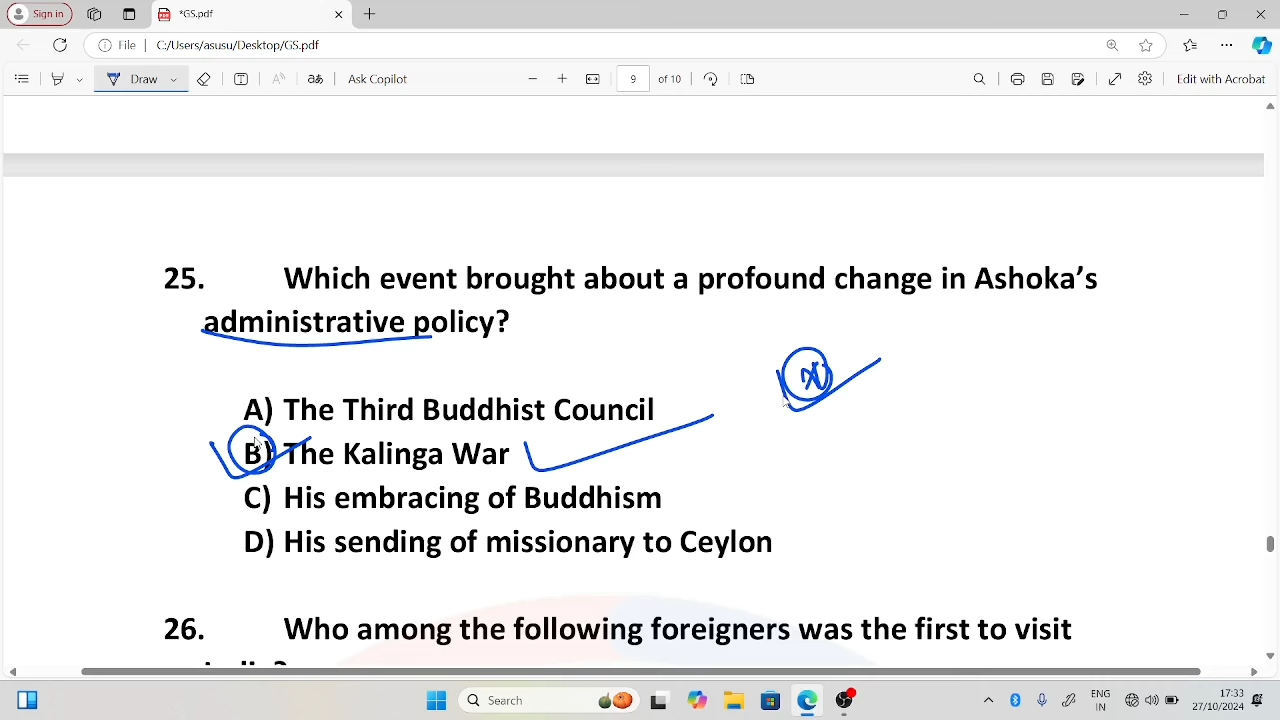 Sign in
*GS.pdf
File
C:/Users/asusu/Desktop/GS.pdf
Draw
Ask Copilot
9
of 10
Edit with Acrobat
25. Which event brought about a profound change in Ashoka's
administrative policy?
A) The Third Buddhist Council
B) The Kalinga War
C) His embracing of Buddhism
D) His sending of missionary to Ceylon
26. Who among the following foreigners was the first to visit
Search
ENG
IN
17:33